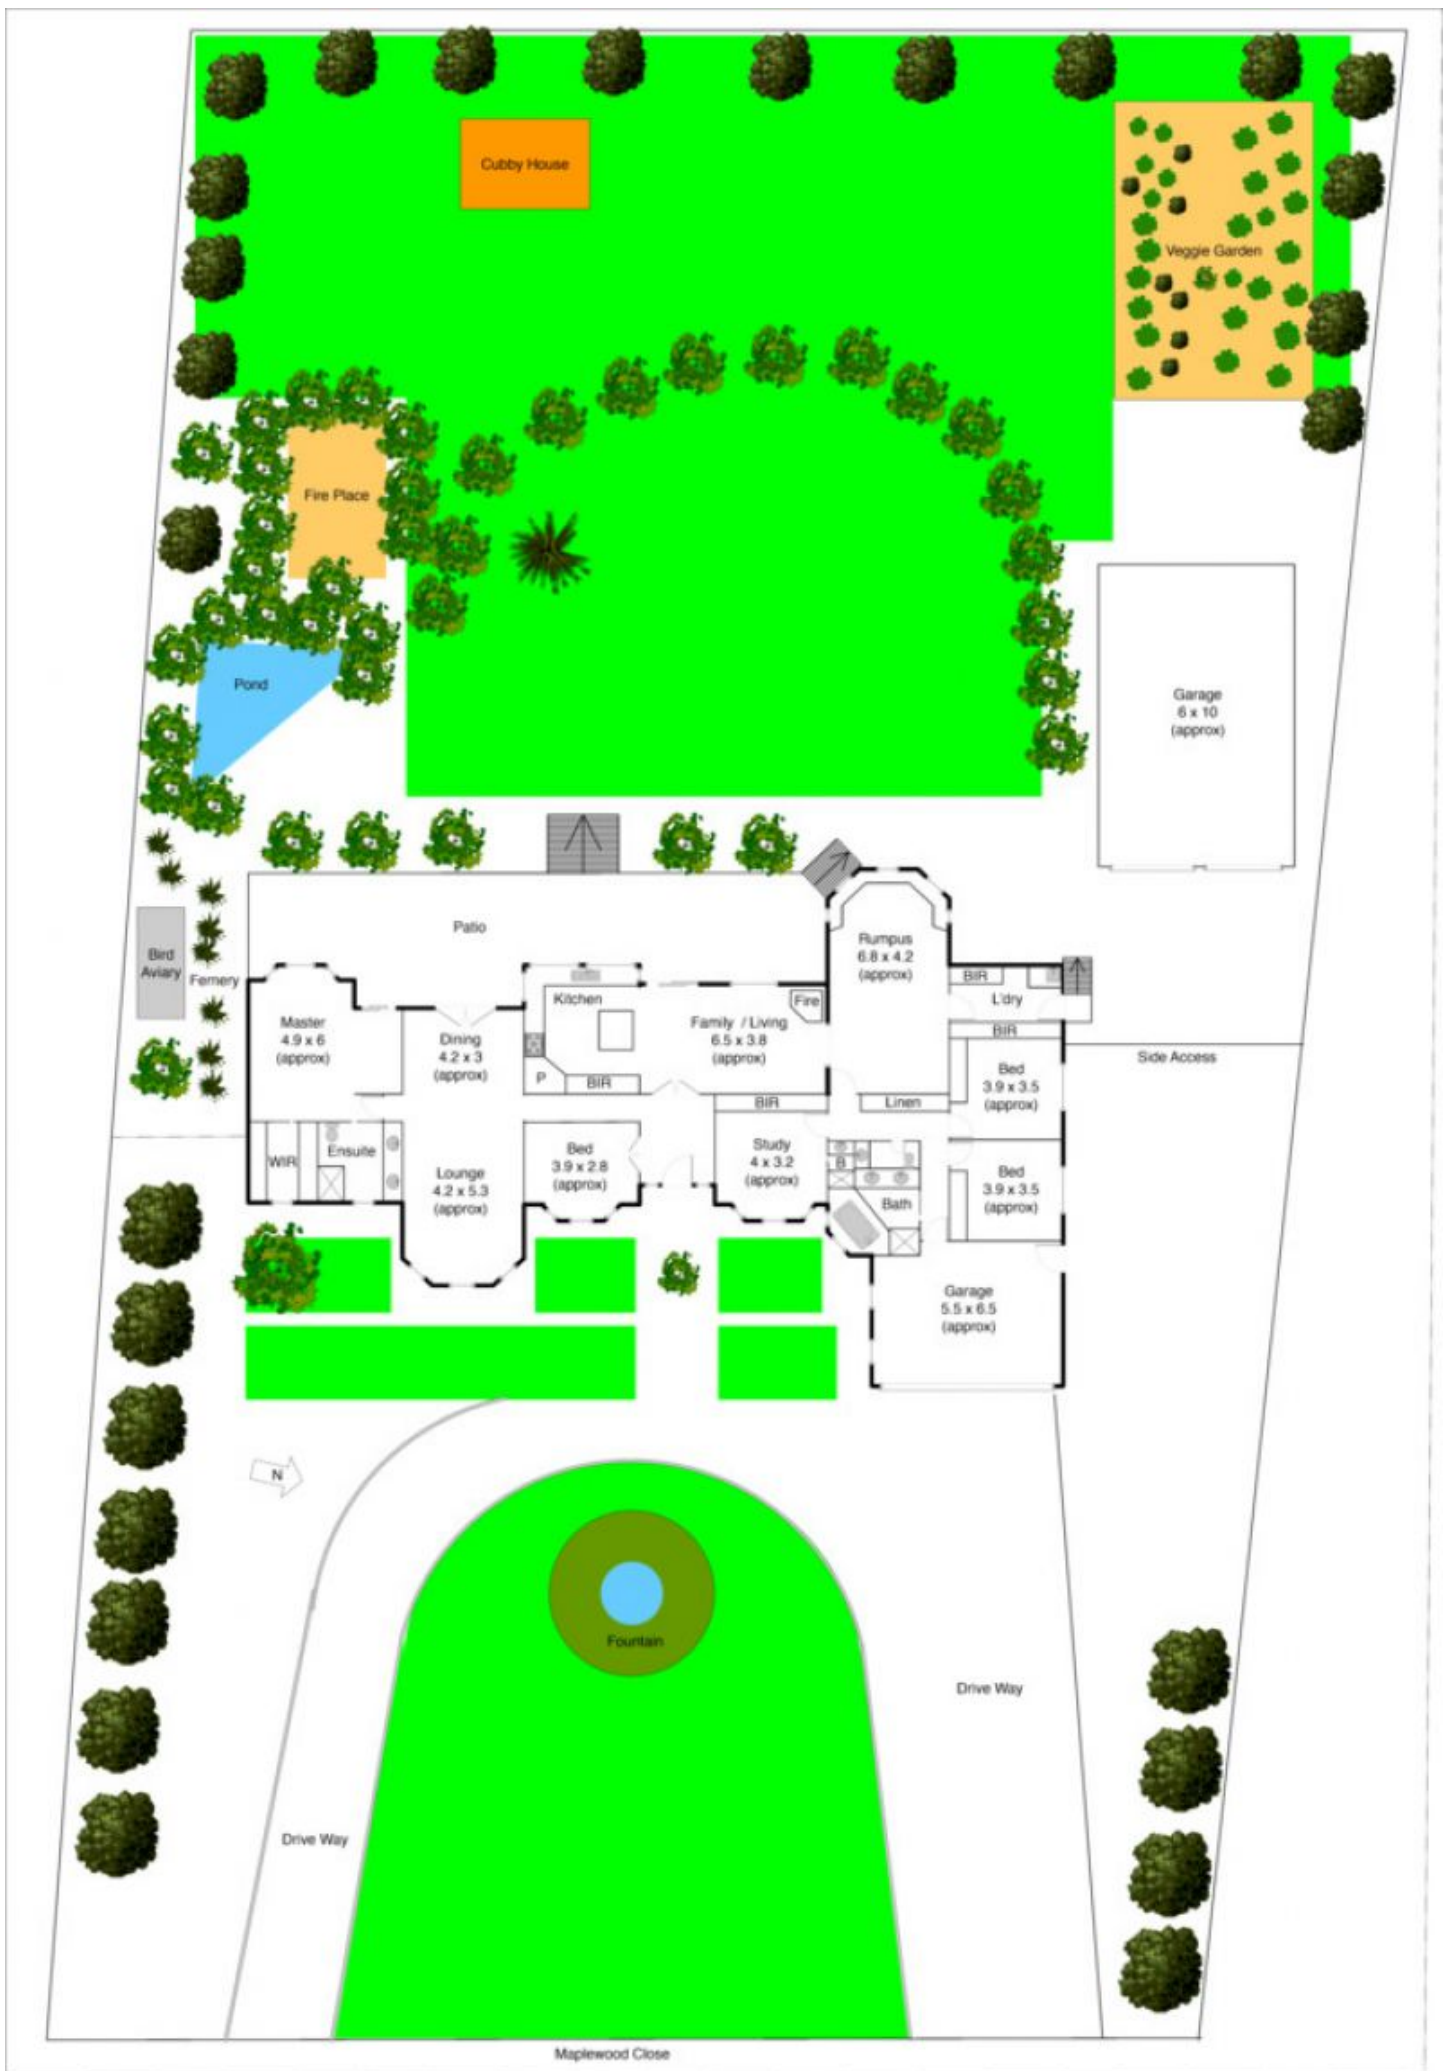 Cubby House
Veggie Garden
Fire Place
Pond
Garage
6 x 10
(approx)
Patio
Bird
Aviary
Fernery
Rumpus
6.8 x 4.2
(approx)
BIR
L'dry
BIR
Kitchen
Fire
Master
4.9 x 6
(approx)
Dining
4.2 x 3
(approx)
Family / Living
6.5 x 3.8
(approx)
P
BIR
BIR
Linen
Bed
3.9 x 3.5
(approx)
Side Access
WIR
Ensuite
Lounge
4.2 x 5.3
(approx)
Bed
3.9 x 2.8
(approx)
Study
4 x 3.2
(approx)
B
Bath
Bed
3.9 x 3.5
(approx)
Garage
5.5 x 6.5
(approx)
N
Fountain
Drive Way
Drive Way
Maplewood Close